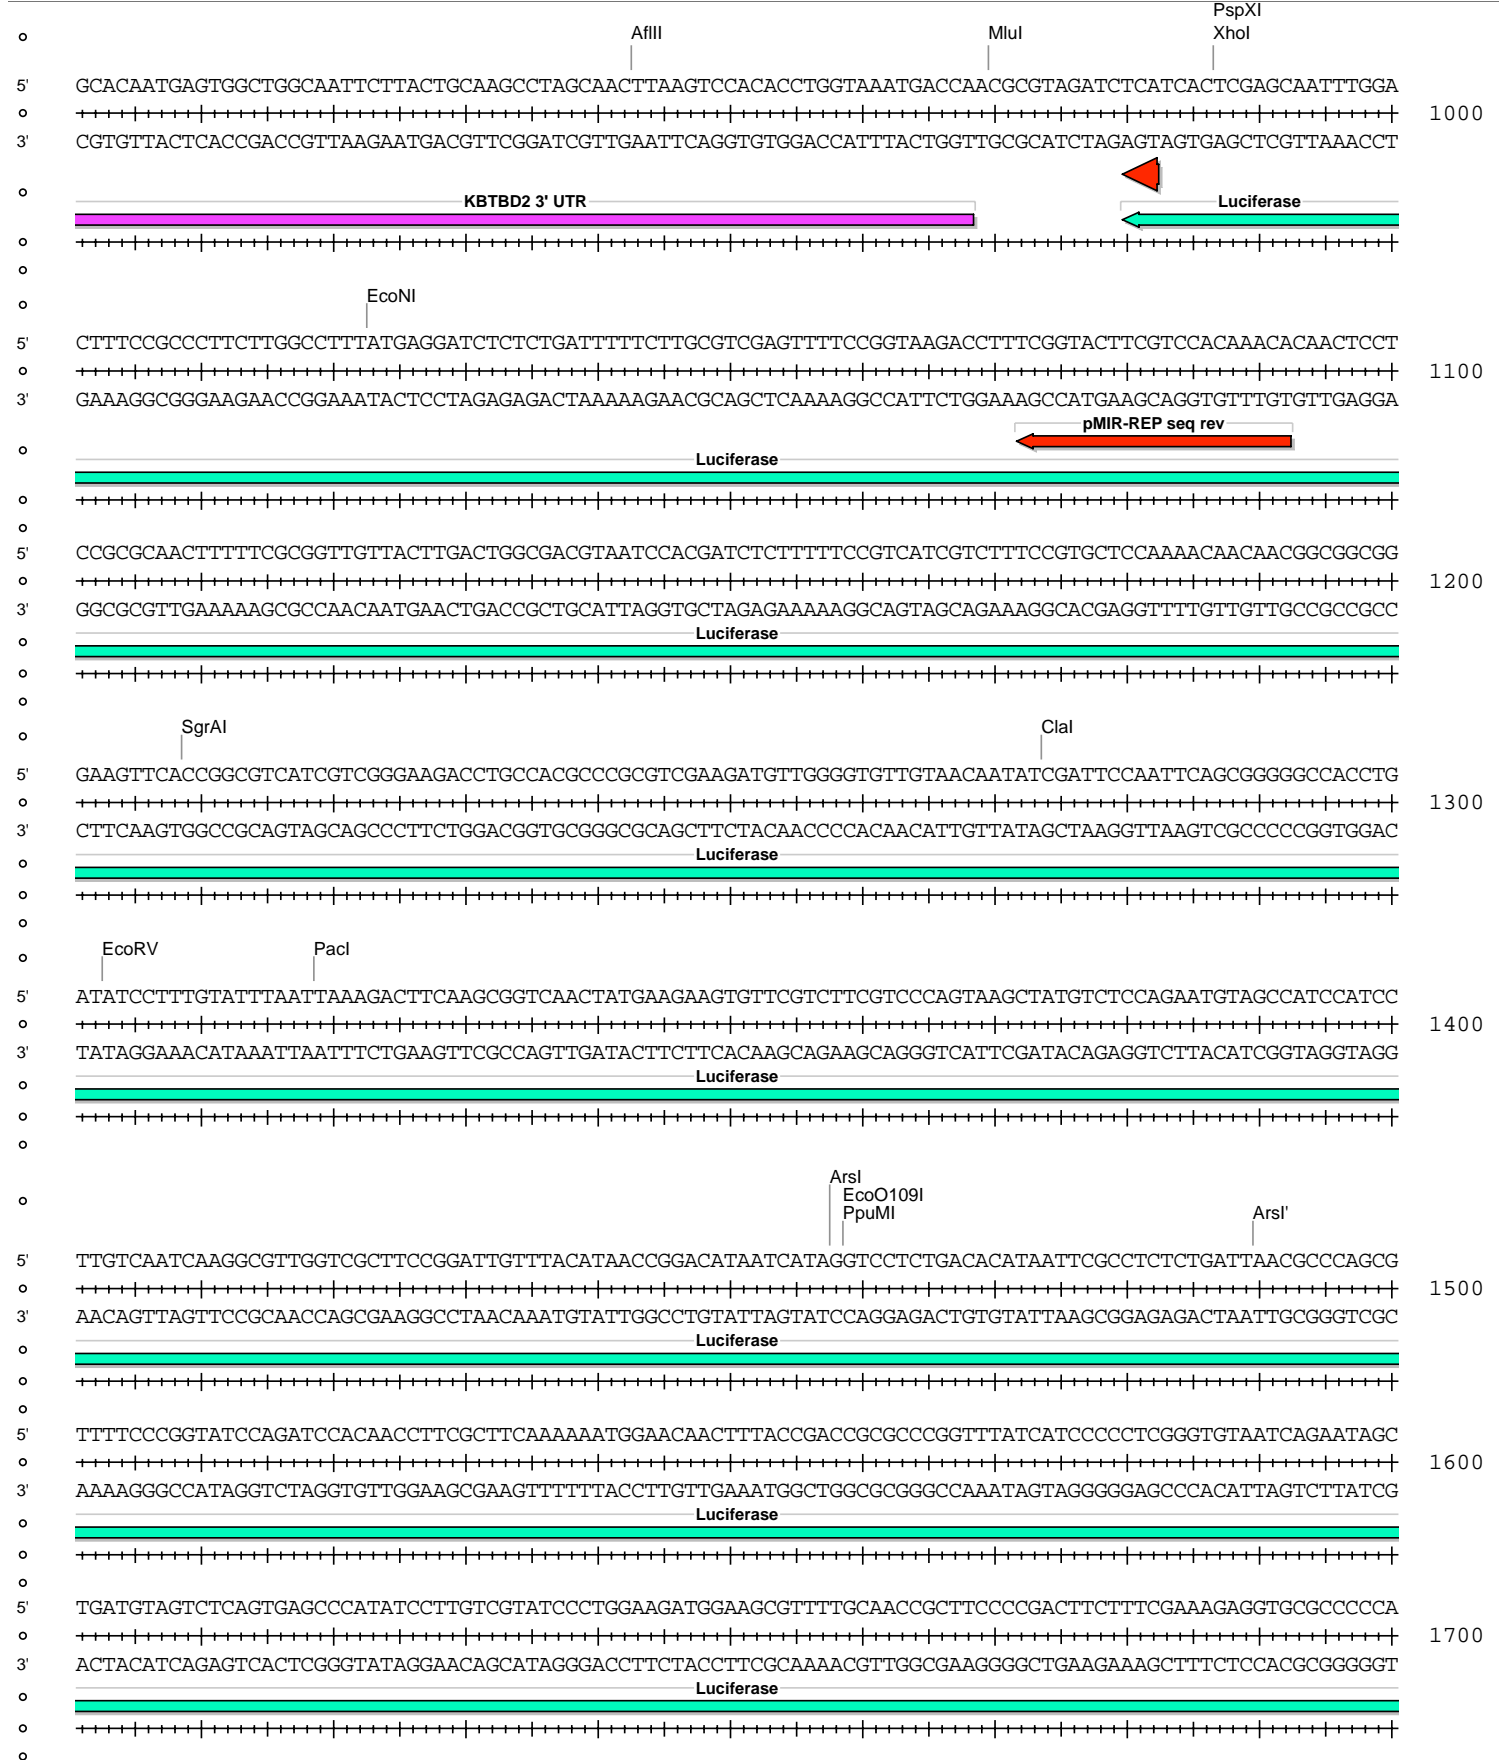 PspXI
AflII MluI XhoI
5' GCACAATGAGTGGCTGGCAATTCTTACTGCAAGCCTAGCAACTTAAGTCCACACCTGGTAAATGACCAACGCGTAGATCTCATCACTCGAGCAATTTGGA
1000
3' CGTGTTACTCACCGACCGTTAAGAATGACGTTCGGATCGTTGAATTCAGGTGTGGACCATTTACTGGTTGCGCATCTAGAGTAGTGAGCTCGTTAAACCT
KBTBD2 3' UTR Luciferase
EcoNI
5' CTTTCCGCCCTTCTTGGCCTTTATGAGGATCTCTCTGATTTTTCTTGCGTCGAGTTTTCCGGTAAGACCTTTCGGTACTTCGTCCACAAACACAACTCCT
1100
3' GAAAGGCGGGAAGAACCGGAAATACTCCTAGAGAGACTAAAAAGAACGCAGCTCAAAAGGCCATTCTGGAAAGCCATGAAGCAGGTGTTTGTGTTGAGGA
pMIR-REP seq rev
Luciferase
5' CCGCGCAACTTTTTCGCGGTTGTTACTTGACTGGCGACGTAATCCACGATCTCTTTTTCCGTCATCGTCTTTCCGTGCTCCAAAACAACAACGGCGGCGG
1200
3' GGCGCGTTGAAAAAGCGCCAACAATGAACTGACCGCTGCATTAGGTGCTAGAGAAAAAGGCAGTAGCAGAAAGGCACGAGGTTTTGTTGTTGCCGCCGCC
Luciferase
SgrAI ClaI
5' GAAGTTCACCGGCGTCATCGTCGGGAAGACCTGCCACGCCCGCGTCGAAGATGTTGGGGTGTTGTAACAATATCGATTCCAATTCAGCGGGGGCCACCTG
1300
3' CTTCAAGTGGCCGCAGTAGCAGCCCTTCTGGACGGTGCGGGCGCAGCTTCTACAACCCCACAACATTGTTATAGCTAAGGTTAAGTCGCCCCCGGTGGAC
Luciferase
EcoRV PacI
5' ATATCCTTTGTATTTAATTAAAGACTTCAAGCGGTCAACTATGAAGAAGTGTTCGTCTTCGTCCCAGTAAGCTATGTCTCCAGAATGTAGCCATCCATCC
1400
3' TATAGGAAACATAAATTAATTTCTGAAGTTCGCCAGTTGATACTTCTTCACAAGCAGAAGCAGGGTCATTCGATACAGAGGTCTTACATCGGTAGGTAGG
Luciferase
ArsI
EcoO109I
PpuMI ArsI'
5' TTGTCAATCAAGGCGTTGGTCGCTTCCGGATTGTTTACATAACCGGACATAATCATAGGTCCTCTGACACATAATTCGCCTCTCTGATTAACGCCCAGCG
1500
3' AACAGTTAGTTCCGCAACCAGCGAAGGCCTAACAAATGTATTGGCCTGTATTAGTATCCAGGAGACTGTGTATTAAGCGGAGAGACTAATTGCGGGTCGC
Luciferase
5' TTTTCCCGGTATCCAGATCCACAACCTTCGCTTCAAAAAATGGAACAACTTTACCGACCGCGCCCGGTTTATCATCCCCCTCGGGTGTAATCAGAATAGC
1600
3' AAAAGGGCCATAGGTCTAGGTGTTGGAAGCGAAGTTTTTTACCTTGTTGAAATGGCTGGCGCGGGCCAAATAGTAGGGGGAGCCCACATTAGTCTTATCG
Luciferase
5' TGATGTAGTCTCAGTGAGCCCATATCCTTGTCGTATCCCTGGAAGATGGAAGCGTTTTGCAACCGCTTCCCCGACTTCTTTCGAAAGAGGTGCGCCCCCA
1700
3' ACTACATCAGAGTCACTCGGGTATAGGAACAGCATAGGGACCTTCTACCTTCGCAAAACGTTGGCGAAGGGGCTGAAGAAAGCTTTCTCCACGCGGGGGT
Luciferase